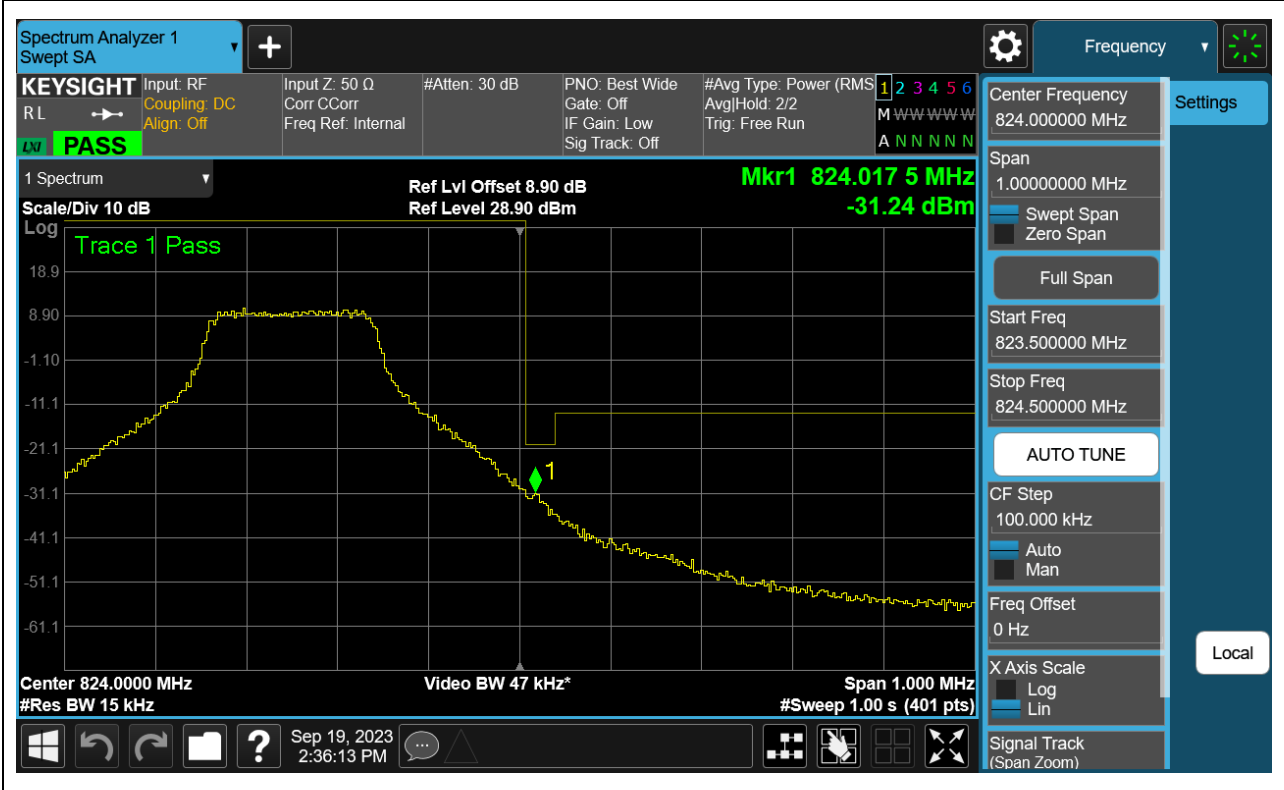 Spectrum Analyzer 1
Swept SA
+
Frequency
KEYSIGHT
R L
LXI
PASS
Input: RF
Coupling: DC
Align: Off
Input Z: 50 Ω
Corr CCorr
Freq Ref: Internal
#Atten: 30 dB
PNO: Best Wide
Gate: Off
IF Gain: Low
Sig Track: Off
#Avg Type: Power (RMS
Avg|Hold: 2/2
Trig: Free Run
1 2 3 4 5 6
M W W W W W W
A N N N N N
1 Spectrum
Scale/Div 10 dB
Ref Lvl Offset 8.90 dB
Ref Level 28.90 dBm
Mkr1 824.017 5 MHz
-31.24 dBm
Log
Trace 1 Pass
18.9
8.90
-1.10
-11.1
-21.1
-31.1
-41.1
-51.1
-61.1
1
Center 824.0000 MHz
#Res BW 15 kHz
Video BW 47 kHz*
Span 1.000 MHz
#Sweep 1.00 s (401 pts)
?
Sep 19, 2023
2:36:13 PM
Center Frequency
824.000000 MHz
Span
1.00000000 MHz
Swept Span
Zero Span
Full Span
Start Freq
823.500000 MHz
Stop Freq
824.500000 MHz
AUTO TUNE
CF Step
100.000 kHz
Auto
Man
Freq Offset
0 Hz
X Axis Scale
Log
Lin
Signal Track
(Span Zoom)
Settings
Local